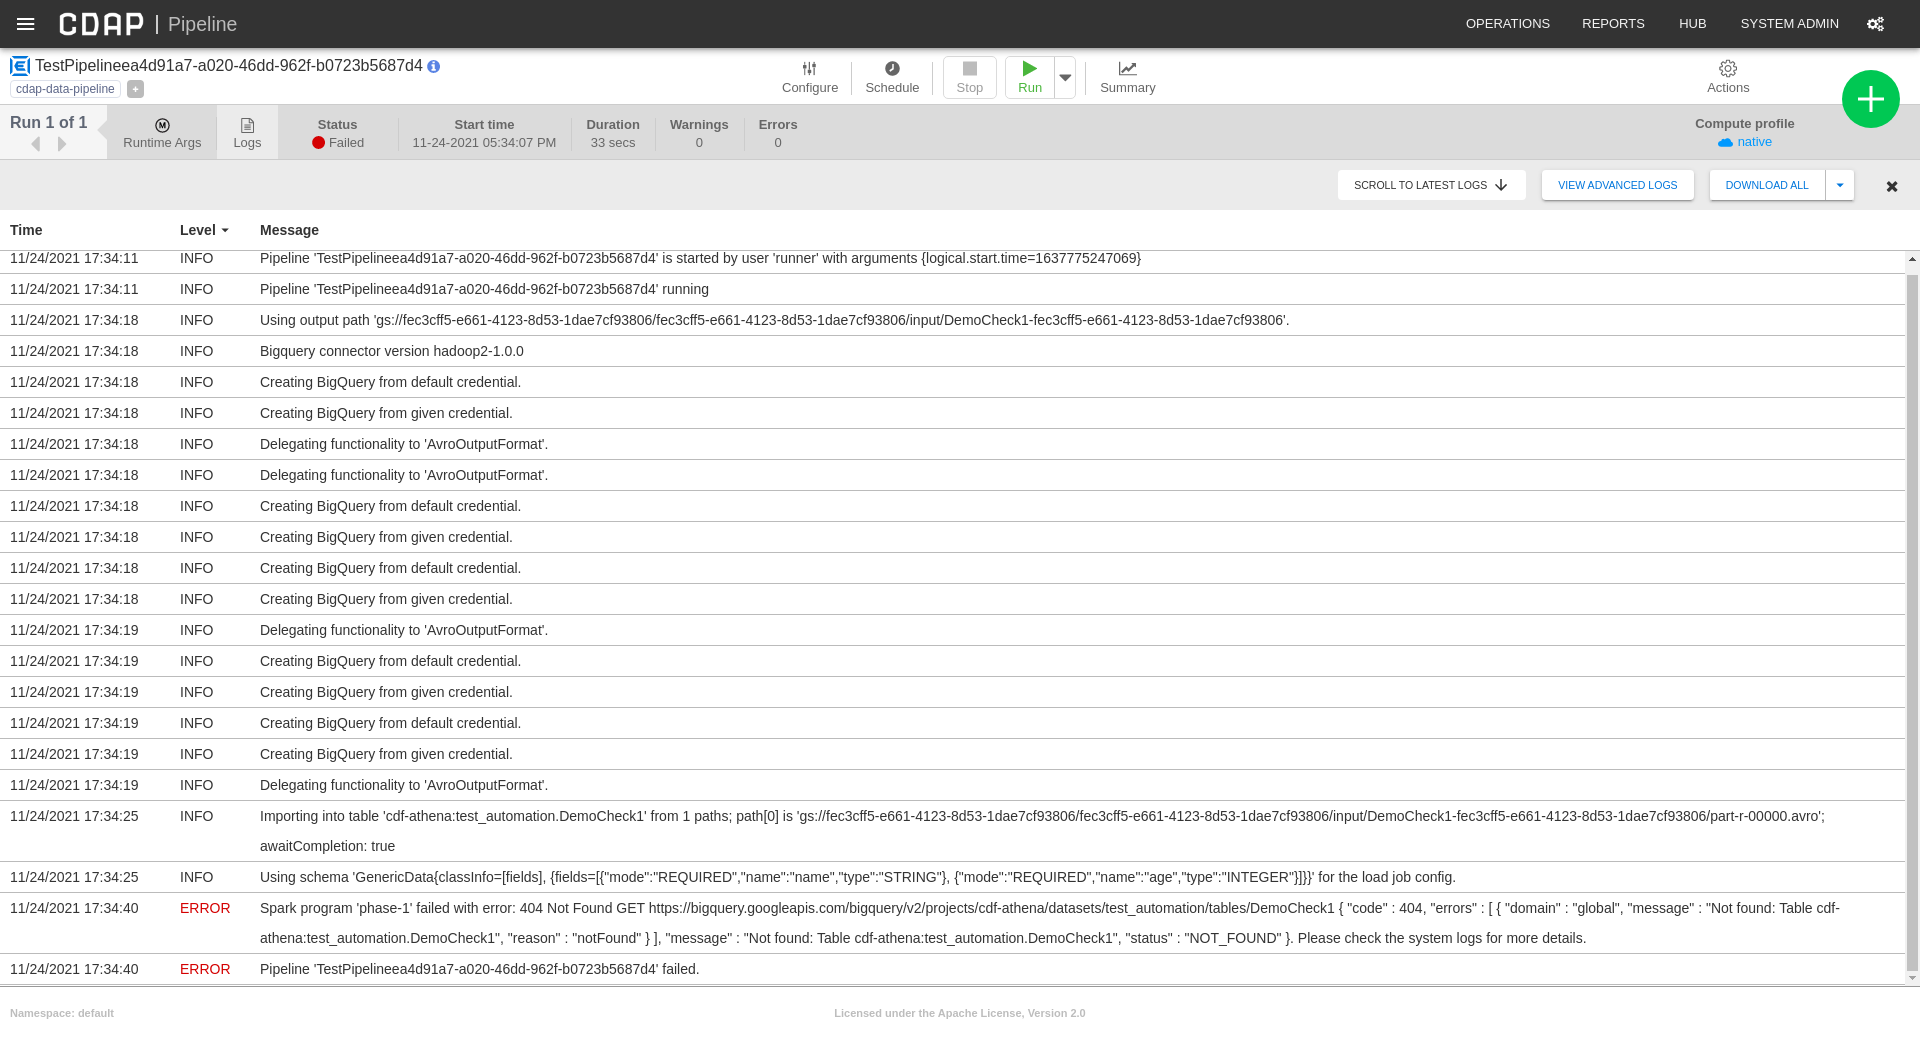 CDAP | Pipeline
OPERATIONS REPORTS HUB SYSTEM ADMIN
TestPipelineea4d91a7-a020-46dd-962f-b0723b5687d4
cdap-data-pipeline +
Configure Schedule Stop Run Summary Actions
Run 1 of 1
Runtime Args
Logs
Status
Failed
Start time
11-24-2021 05:34:07 PM
Duration
33 secs
Warnings
0
Errors
0
Compute profile
native
SCROLL TO LATEST LOGS VIEW ADVANCED LOGS DOWNLOAD ALL
Time Level Message
11/24/2021 17:34:11 INFO Pipeline 'TestPipelineea4d91a7-a020-46dd-962f-b0723b5687d4' is started by user 'runner' with arguments {logical.start.time=1637775247069}
11/24/2021 17:34:11 INFO Pipeline 'TestPipelineea4d91a7-a020-46dd-962f-b0723b5687d4' running
11/24/2021 17:34:18 INFO Using output path 'gs://fec3cff5-e661-4123-8d53-1dae7cf93806/fec3cff5-e661-4123-8d53-1dae7cf93806/input/DemoCheck1-fec3cff5-e661-4123-8d53-1dae7cf93806'.
11/24/2021 17:34:18 INFO Bigquery connector version hadoop2-1.0.0
11/24/2021 17:34:18 INFO Creating BigQuery from default credential.
11/24/2021 17:34:18 INFO Creating BigQuery from given credential.
11/24/2021 17:34:18 INFO Delegating functionality to 'AvroOutputFormat'.
11/24/2021 17:34:18 INFO Delegating functionality to 'AvroOutputFormat'.
11/24/2021 17:34:18 INFO Creating BigQuery from default credential.
11/24/2021 17:34:18 INFO Creating BigQuery from given credential.
11/24/2021 17:34:18 INFO Creating BigQuery from default credential.
11/24/2021 17:34:18 INFO Creating BigQuery from given credential.
11/24/2021 17:34:19 INFO Delegating functionality to 'AvroOutputFormat'.
11/24/2021 17:34:19 INFO Creating BigQuery from default credential.
11/24/2021 17:34:19 INFO Creating BigQuery from given credential.
11/24/2021 17:34:19 INFO Creating BigQuery from default credential.
11/24/2021 17:34:19 INFO Creating BigQuery from given credential.
11/24/2021 17:34:19 INFO Delegating functionality to 'AvroOutputFormat'.
11/24/2021 17:34:25 INFO Importing into table 'cdf-athena:test_automation.DemoCheck1' from 1 paths; path[0] is 'gs://fec3cff5-e661-4123-8d53-1dae7cf93806/fec3cff5-e661-4123-8d53-1dae7cf93806/input/DemoCheck1-fec3cff5-e661-4123-8d53-1dae7cf93806/part-r-00000.avro';
awaitCompletion: true
11/24/2021 17:34:25 INFO Using schema 'GenericData{classInfo=[fields], {fields=[{"mode":"REQUIRED","name":"name","type":"STRING"}, {"mode":"REQUIRED","name":"age","type":"INTEGER"}]}}' for the load job config.
11/24/2021 17:34:40 ERROR Spark program 'phase-1' failed with error: 404 Not Found GET https://bigquery.googleapis.com/bigquery/v2/projects/cdf-athena/datasets/test_automation/tables/DemoCheck1 { "code" : 404, "errors" : [ { "domain" : "global", "message" : "Not found: Table cdf-
athena:test_automation.DemoCheck1", "reason" : "notFound" } ], "message" : "Not found: Table cdf-athena:test_automation.DemoCheck1", "status" : "NOT_FOUND" }. Please check the system logs for more details.
11/24/2021 17:34:40 ERROR Pipeline 'TestPipelineea4d91a7-a020-46dd-962f-b0723b5687d4' failed.
Namespace: default Licensed under the Apache License, Version 2.0